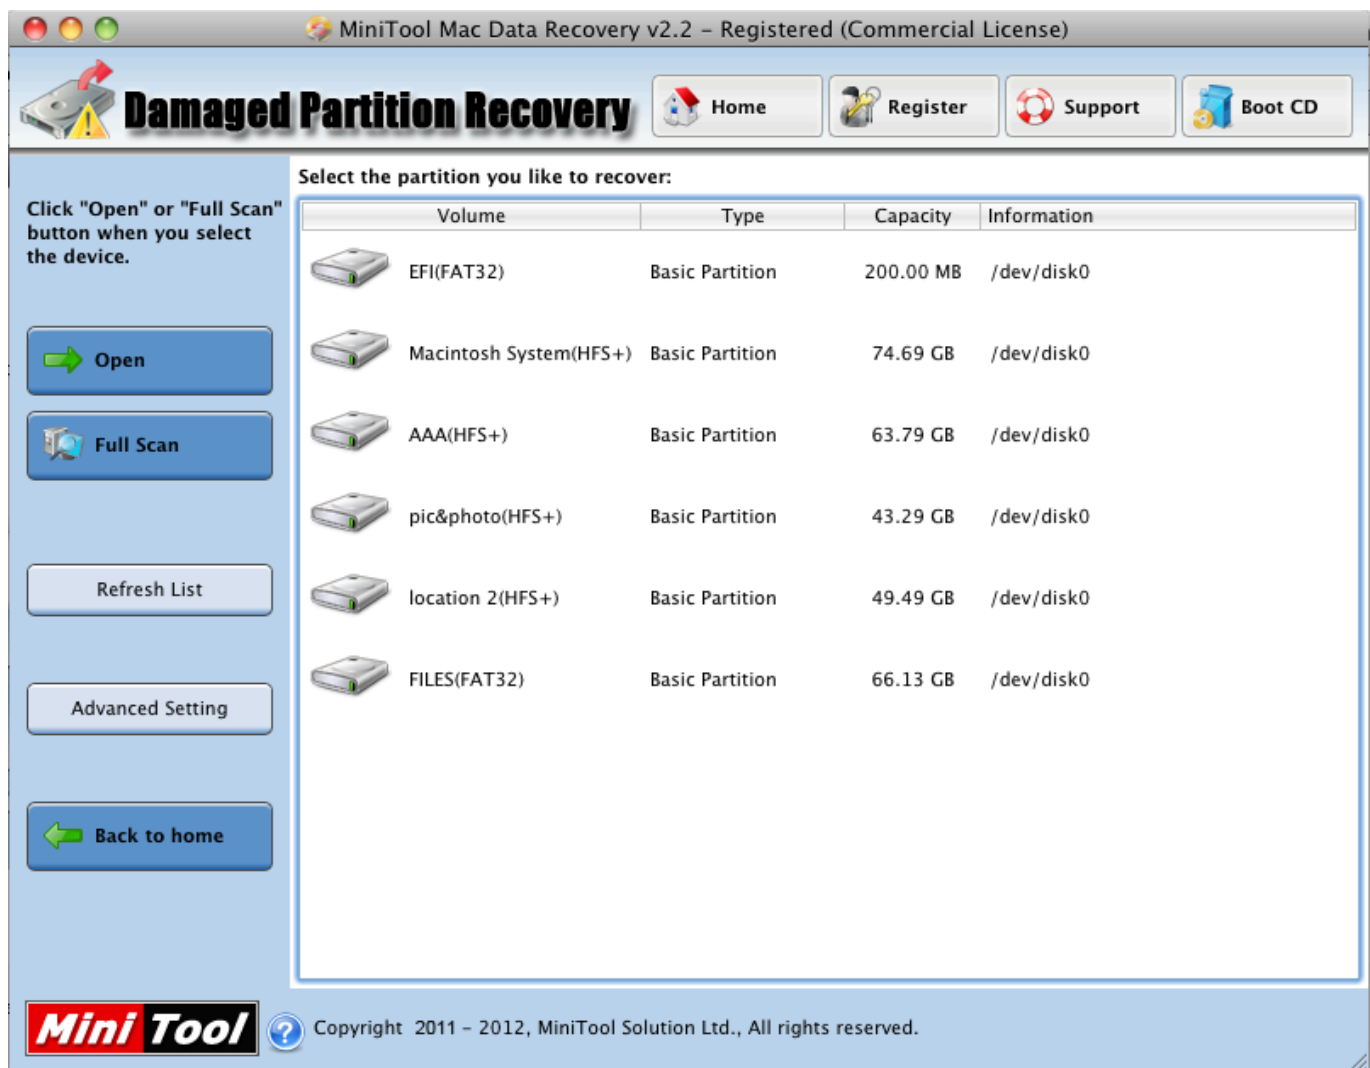 MiniTool Mac Data Recovery v2.2 – Registered (Commercial License)
Damaged Partition Recovery
Home
Register
Support
Boot CD
Click "Open" or "Full Scan"
button when you select
the device.
Open
Full Scan
Refresh List
Advanced Setting
Back to home
Select the partition you like to recover:
Volume Type Capacity Information
EFI(FAT32) Basic Partition 200.00 MB /dev/disk0
Macintosh System(HFS+) Basic Partition 74.69 GB /dev/disk0
AAA(HFS+) Basic Partition 63.79 GB /dev/disk0
pic&photo(HFS+) Basic Partition 43.29 GB /dev/disk0
location 2(HFS+) Basic Partition 49.49 GB /dev/disk0
FILES(FAT32) Basic Partition 66.13 GB /dev/disk0
Mini Tool
? Copyright 2011 – 2012, MiniTool Solution Ltd., All rights reserved.